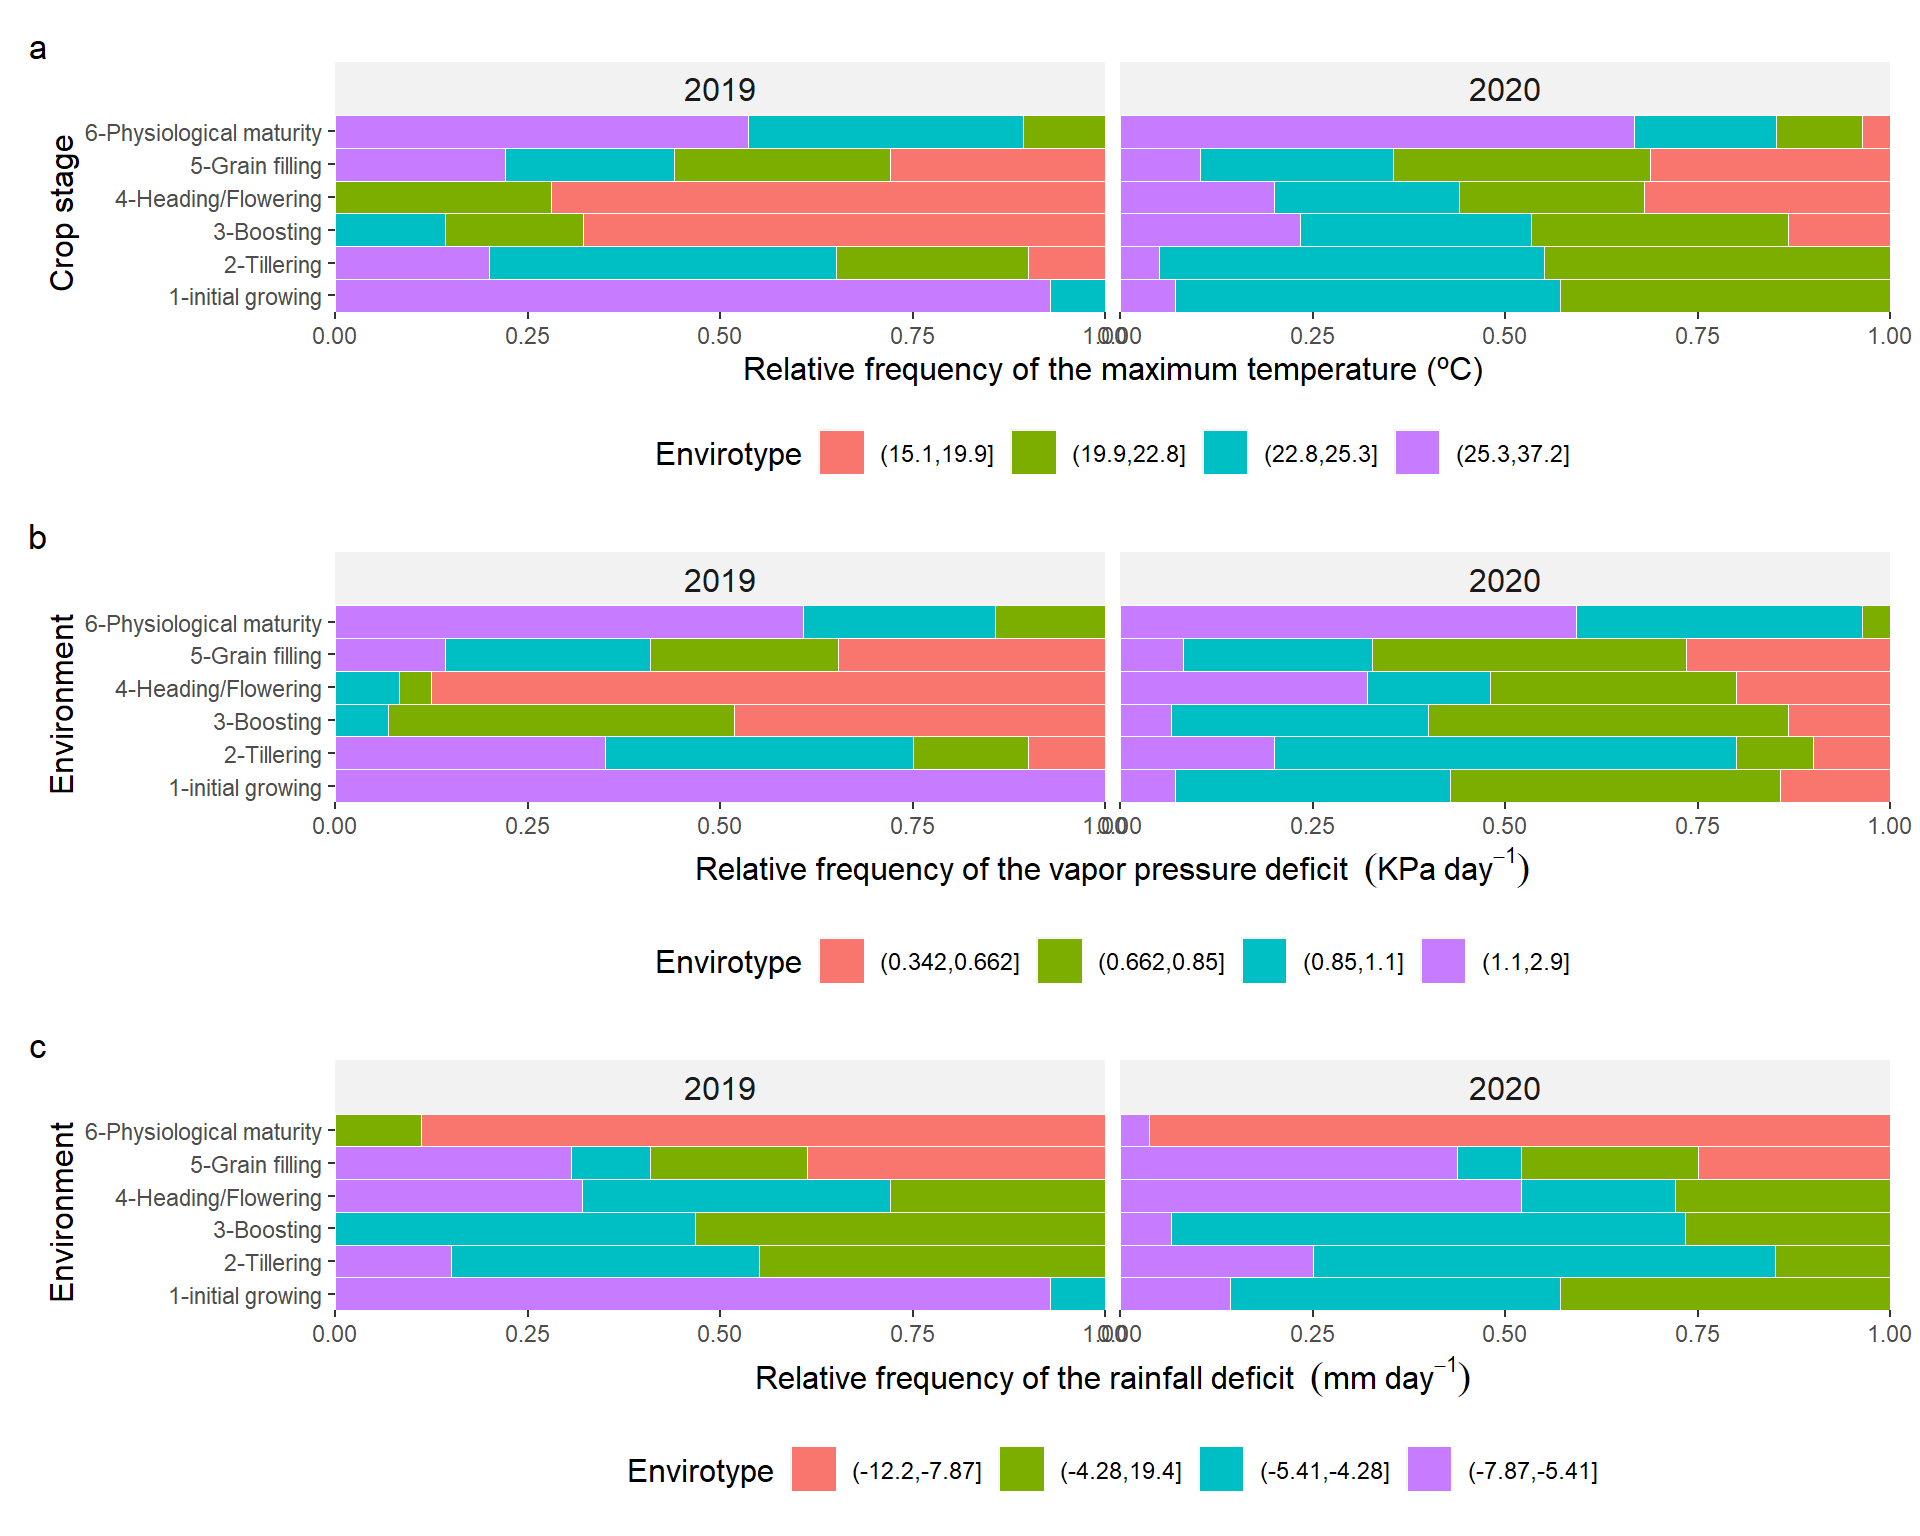 a
2019 2020
Crop stage
6-Physiological maturity
5-Grain filling
4-Heading/Flowering
3-Boosting
2-Tillering
1-initial growing
0.00 0.25 0.50 0.75 1.00 0.00 0.25 0.50 0.75 1.00
Relative frequency of the maximum temperature (ºC)
Envirotype (15.1,19.9] (19.9,22.8] (22.8,25.3] (25.3,37.2]
b
2019 2020
Environment
6-Physiological maturity
5-Grain filling
4-Heading/Flowering
3-Boosting
2-Tillering
1-initial growing
0.00 0.25 0.50 0.75 1.00 0.00 0.25 0.50 0.75 1.00
Relative frequency of the vapor pressure deficit (KPa day⁻¹)
Envirotype (0.342,0.662] (0.662,0.85] (0.85,1.1] (1.1,2.9]
c
2019 2020
Environment
6-Physiological maturity
5-Grain filling
4-Heading/Flowering
3-Boosting
2-Tillering
1-initial growing
0.00 0.25 0.50 0.75 1.00 0.00 0.25 0.50 0.75 1.00
Relative frequency of the rainfall deficit (mm day⁻¹)
Envirotype (-12.2,-7.87] (-4.28,19.4] (-5.41,-4.28] (-7.87,-5.41]